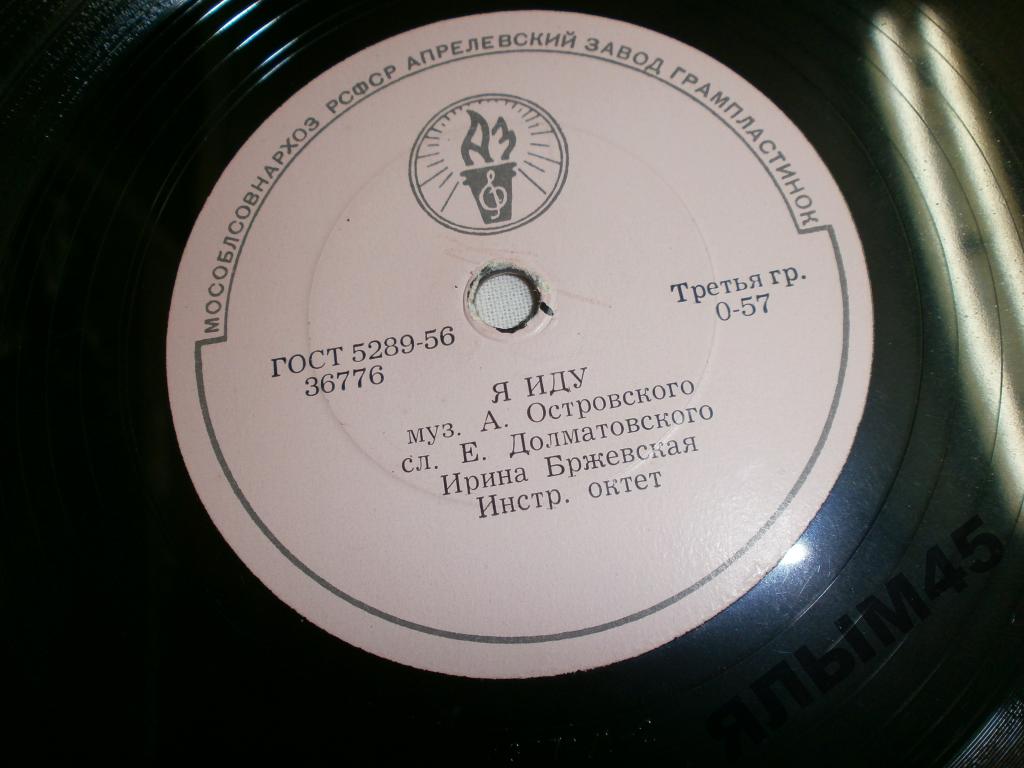 МОСОБЛСОВНАРХОЗ РСФСР АПРЕЛЕВСКИЙ ЗАВОД ГРАМПЛАСТИНОК
АЗ
ГОСТ 5289-56
36776
Третья гр.
0-57
Я ИДУ
муз. А. Островского
сл. Е. Долматовского
Ирина Бржевская
Инстр. октет
ялыM45